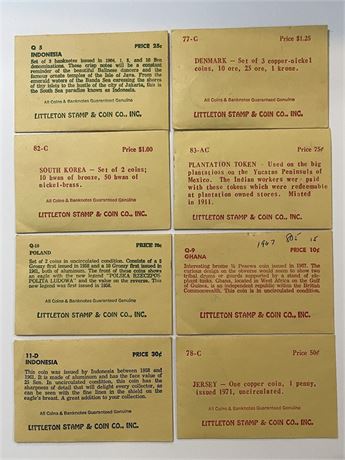 Q 5 PRICE 25c
INDONESIA
Set of 3 banknotes issued in 1964, 1, 5, and 10 Sen
denominations. These crisp notes will be a constant
reminder of the beautiful Balinese dancers and the
famous ornate temples of the Isle of Java. From the
emerald waters of the Banda Sea caressing the shores
of tiny islets to the bustle of the city of Jakarta, this
is the South Sea paradise known as Indonesia.
All Coins & Banknotes Guaranteed Genuine
LITTLETON STAMP & COIN CO., INC.
77-G Price $1.25
DENMARK - Set of 3 copper-nickel
coins, 10 ore, 25 ore, 1 krone.
All Coins & Banknotes Guaranteed Genuine
LITTLETON STAMP & COIN CO., INC.
82-C Price $1.00
SOUTH KOREA - Set of 2 coins;
10 hwan of bronze, 50 hwan of
nickel-brass.
All Coins & Banknotes Guaranteed Genuine
LITTLETON STAMP & COIN CO., INC.
83-AC Price 75¢
PLANTATION TOKEN - Used on the big
plantations on the Yucatan Peninsula of
Mexico. The Indian workers were paid
with these tokens which were redeemable
at plantation owned stores. Minted
in 1911.
All Coins & Banknotes Guaranteed Genuine
LITTLETON STAMP & COIN CO., INC.
Q-10 PRICE
POLAND
Set of 2 coins in uncirculated condition. Consists of a 5
Groszy first issued in 1958 and 10 Groszy first issued in
1961, both of aluminum. The front of these coins shows
an eagle with the new legend "POLSKA RZECZPOS-
POLITA LUDOWA" and the value on the reverse. This
new legend was first issued in 1958.
All Coins & Banknotes Guaranteed Genuine
LITTLETON STAMP & COIN CO., INC.
1967 15
Q-9 PRICE 10¢
GHANA
Interesting bronze ½ Pesewa coin issued in 1967. The
curious design on the obverse would seem to show two
tribal drums or guards supporting a stand of
phant tusks. Ghana, located in West Africa on the Gulf
of Guinea, is an independent republic within the British
Commonwealth. This coin is in uncirculated condition.
All Coins & Banknotes Guaranteed Genuine
LITTLETON STAMP & COIN CO., INC.
11-D PRICE 30¢
INDONESIA
This coin was issued by Indonesia between 1958 and
1961. It is made of aluminum and has the face value of
25 Sen. In uncirculated condition, this coin has the
sharpness of detail that will delight every collector, as
can be seen with the fine lines in the shield on the
eagle's breast. A great addition to your collection.
All Coins & Banknotes Guaranteed Genuine
LITTLETON STAMP & COIN CO., INC.
78-C Price 50¢
JERSEY - One copper coin, 1 penny,
issued 1971, uncirculated.
All Coins & Banknotes Guaranteed Genuine
LITTLETON STAMP & COIN CO., INC.